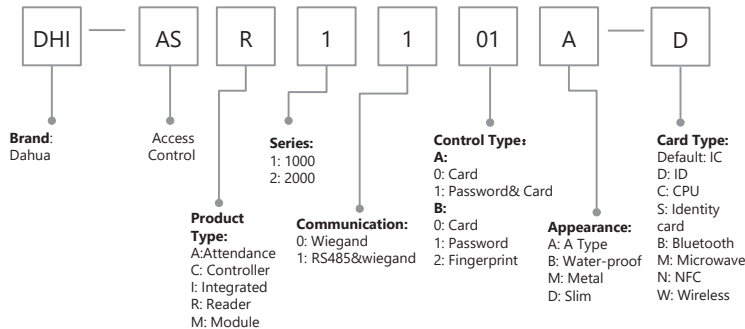 DHI AS R 1 1 01 A D
Brand:
Dahua
Access
Control
Product
Type:
A:Attendance
C: Controller
I: Integrated
R: Reader
M: Module
Series:
1: 1000
2: 2000
Communication:
0: Wiegand
1: RS485&wiegand
Control Type：
A:
0: Card
1: Password& Card
B:
0: Card
1: Password
2: Fingerprint
Appearance:
A: A Type
B: Water-proof
M: Metal
D: Slim
Card Type:
Default: IC
D: ID
C: CPU
S: Identity
card
B: Bluetooth
M: Microwave
N: NFC
W: Wireless